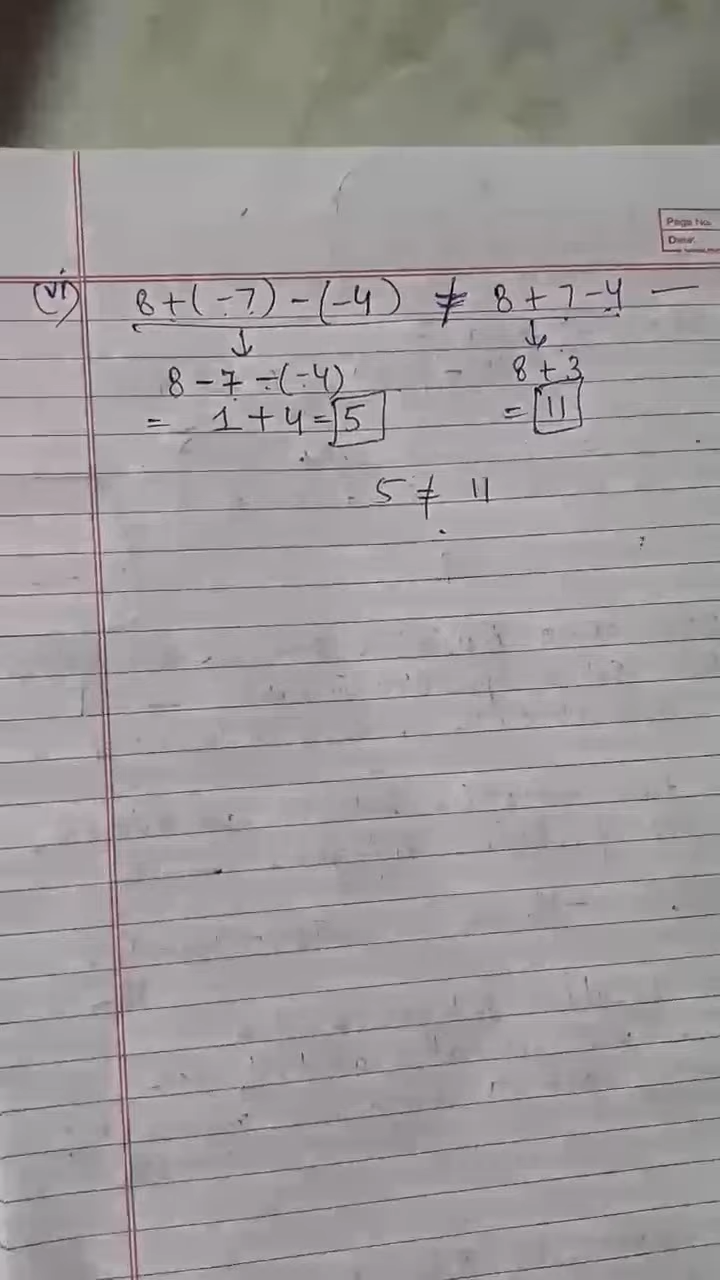 Page No.
Date:
(vi) 8+(-7)-(-4) ≠ 8+7-4 —
↓ ↓
8-7-(-4) - 8+3
= 1+4=5 = 11
5 ≠ 11